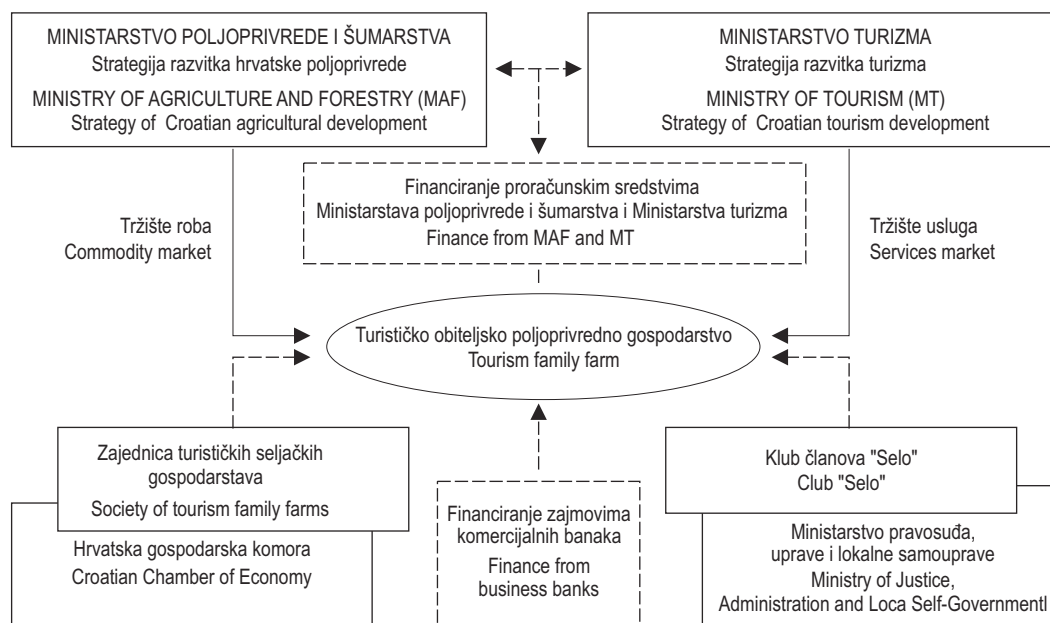 MINISTARSTVO POLJOPRIVREDE I ŠUMARSTVA
Strategija razvitka hrvatske poljoprivrede
MINISTRY OF AGRICULTURE AND FORESTRY (MAF)
Strategy of Croatian agricultural development
MINISTARSTVO TURIZMA
Strategija razvitka turizma
MINISTRY OF TOURISM (MT)
Strategy of Croatian tourism development
Financiranje proračunskim sredstvima
Ministarstava poljoprivrede i šumarstva i Ministarstva turizma
Finance from MAF and MT
Tržište roba
Commodity market
Tržište usluga
Services market
Turističko obiteljsko poljoprivredno gospodarstvo
Tourism family farm
Zajednica turističkih seljačkih
gospodarstava
Society of tourism family farms
Hrvatska gospodarska komora
Croatian Chamber of Economy
Financiranje zajmovima
komercijalnih banaka
Finance from
business banks
Klub članova "Selo"
Club "Selo"
Ministarstvo pravosuđa,
uprave i lokalne samouprave
Ministry of Justice,
Administration and Loca Self-Governmentl